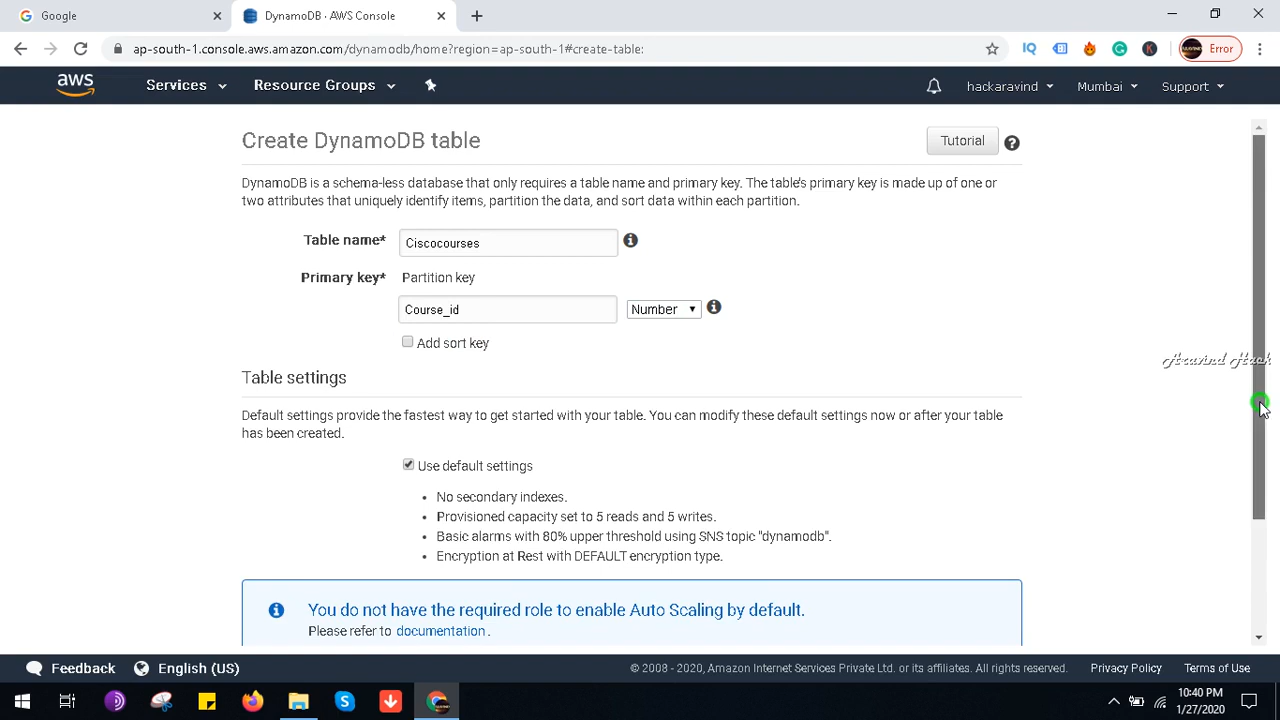 Google
DynamoDB · AWS Console
ap-south-1.console.aws.amazon.com/dynamodb/home?region=ap-south-1#create-table:
IQ
K
Error
aws
Services
Resource Groups
hackaravind
Mumbai
Support
Create DynamoDB table
Tutorial
DynamoDB is a schema-less database that only requires a table name and primary key. The table's primary key is made up of one or
two attributes that uniquely identify items, partition the data, and sort data within each partition.
Table name*
Ciscocourses
Primary key*
Partition key
Course_id
Number
Add sort key
Aravind Hack
Table settings
Default settings provide the fastest way to get started with your table. You can modify these default settings now or after your table
has been created.
Use default settings
• No secondary indexes.
• Provisioned capacity set to 5 reads and 5 writes.
• Basic alarms with 80% upper threshold using SNS topic "dynamodb".
• Encryption at Rest with DEFAULT encryption type.
You do not have the required role to enable Auto Scaling by default.
Please refer to documentation.
Feedback
English (US)
© 2008 - 2020, Amazon Internet Services Private Ltd. or its affiliates. All rights reserved.
Privacy Policy
Terms of Use
10:40 PM
1/27/2020